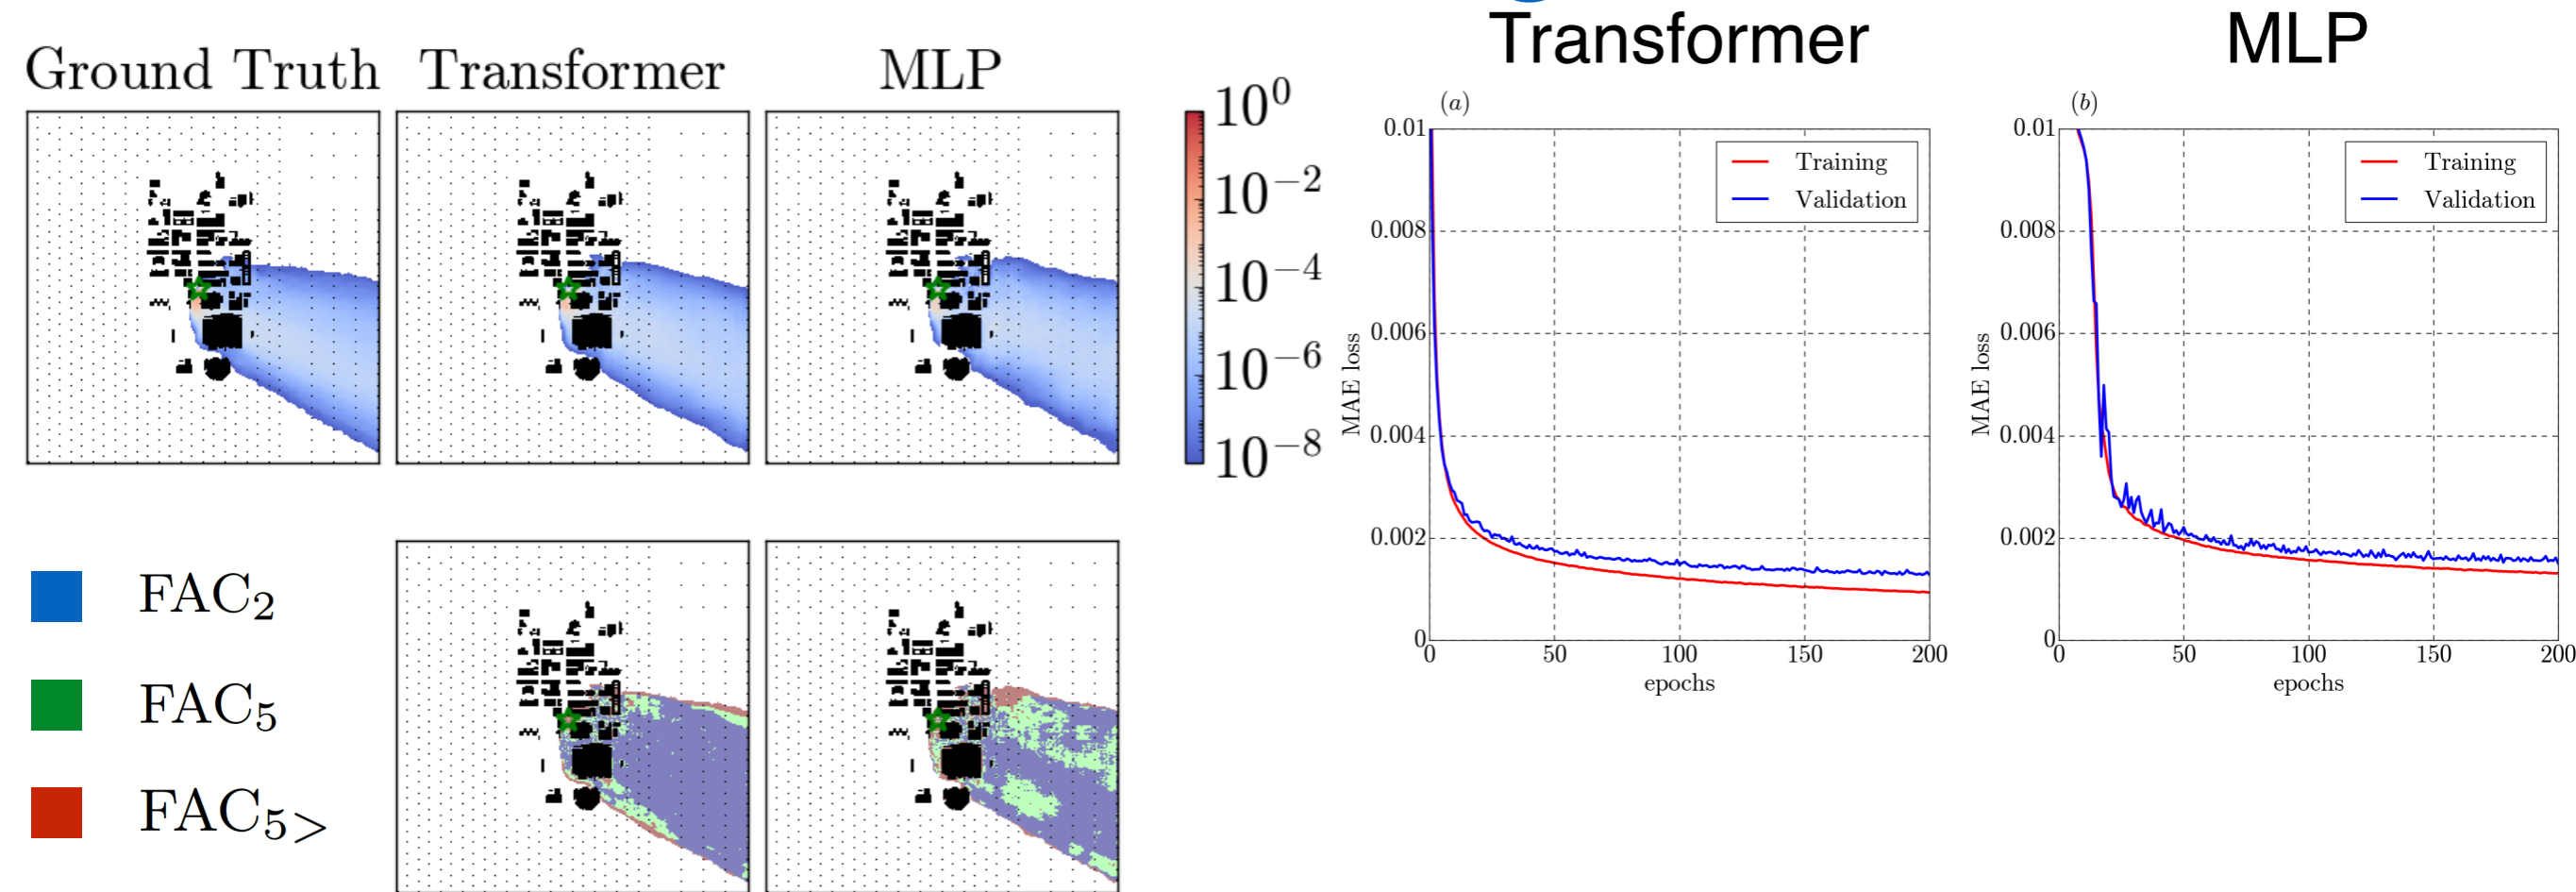 Ground Truth
Transformer
MLP
10⁰
10⁻²
10⁻⁴
10⁻⁶
10⁻⁸
FAC₂
FAC₅
FAC₅>
Transformer
(a)
Training
Validation
0.01
0.008
0.006
0.004
0.002
0
MAE loss
0 50 100 150 200
epochs
MLP
(b)
Training
Validation
0.01
0.008
0.006
0.004
0.002
0
MAE loss
0 50 100 150 200
epochs